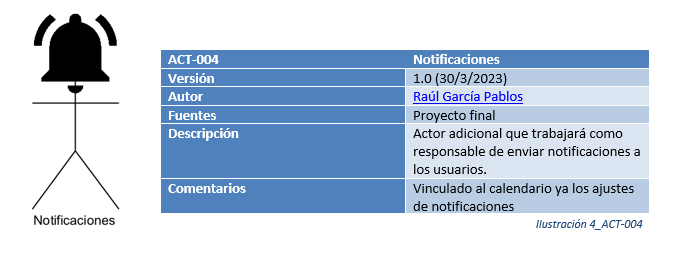 ACT-004 Notificaciones
Versión 1.0 (30/3/2023)
Autor Raúl García Pablos
Fuentes Proyecto final
Descripción Actor adicional que trabajará como
responsable de enviar notificaciones a
los usuarios.
Comentarios Vinculado al calendario ya los ajustes
de notificaciones
Notificaciones
Ilustración 4_ACT-004